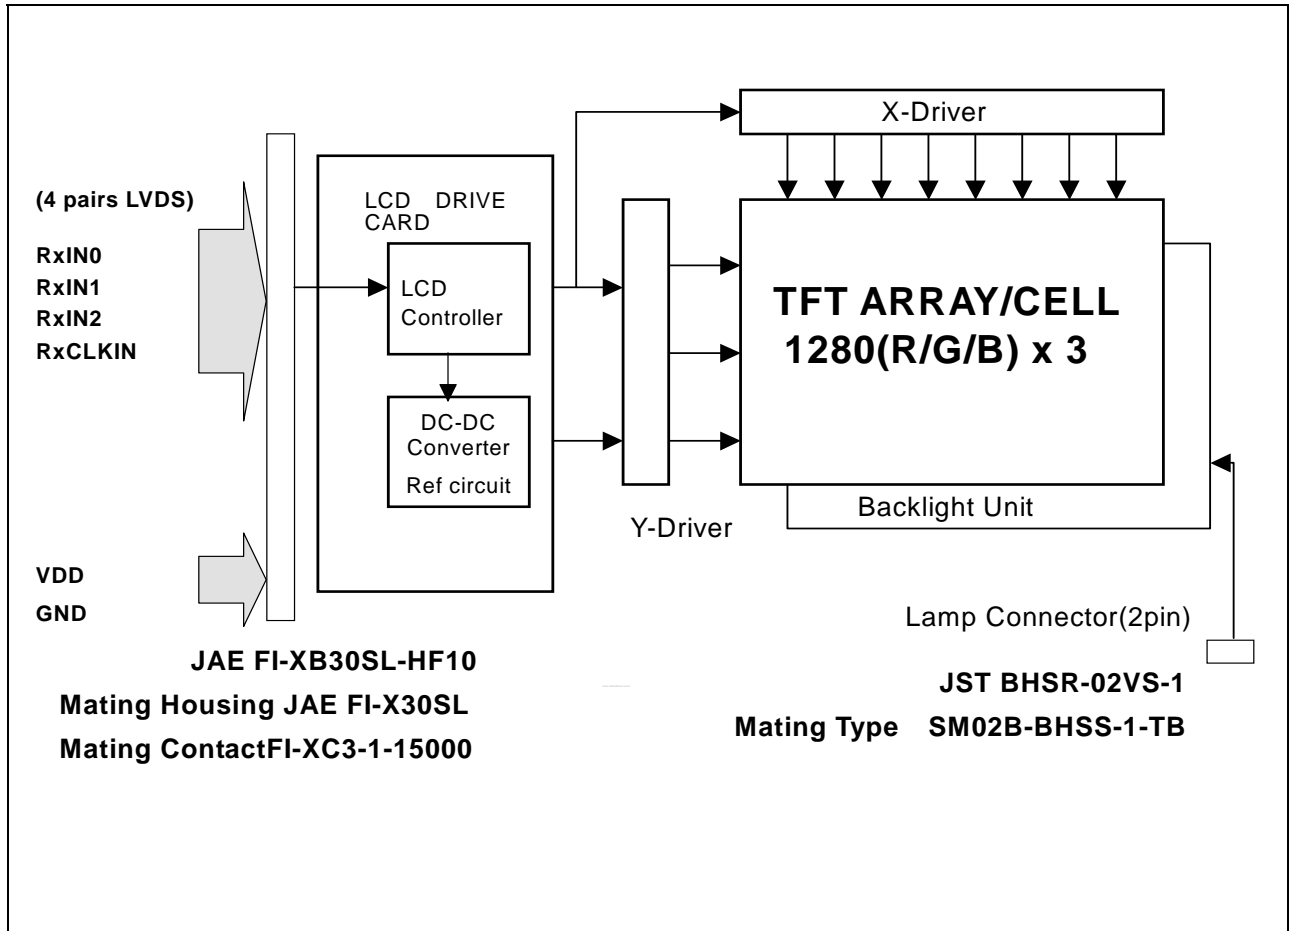 X-Driver
(4 pairs LVDS)
RxIN0
RxIN1
RxIN2
RxCLKIN
LCD DRIVE
CARD
LCD
Controller
DC-DC
Converter
Ref circuit
TFT ARRAY/CELL
1280(R/G/B) x 3
Backlight Unit
Y-Driver
VDD
GND
Lamp Connector(2pin)
JAE FI-XB30SL-HF10
Mating Housing JAE FI-X30SL
Mating ContactFI-XC3-1-15000
JST BHSR-02VS-1
Mating Type SM02B-BHSS-1-TB